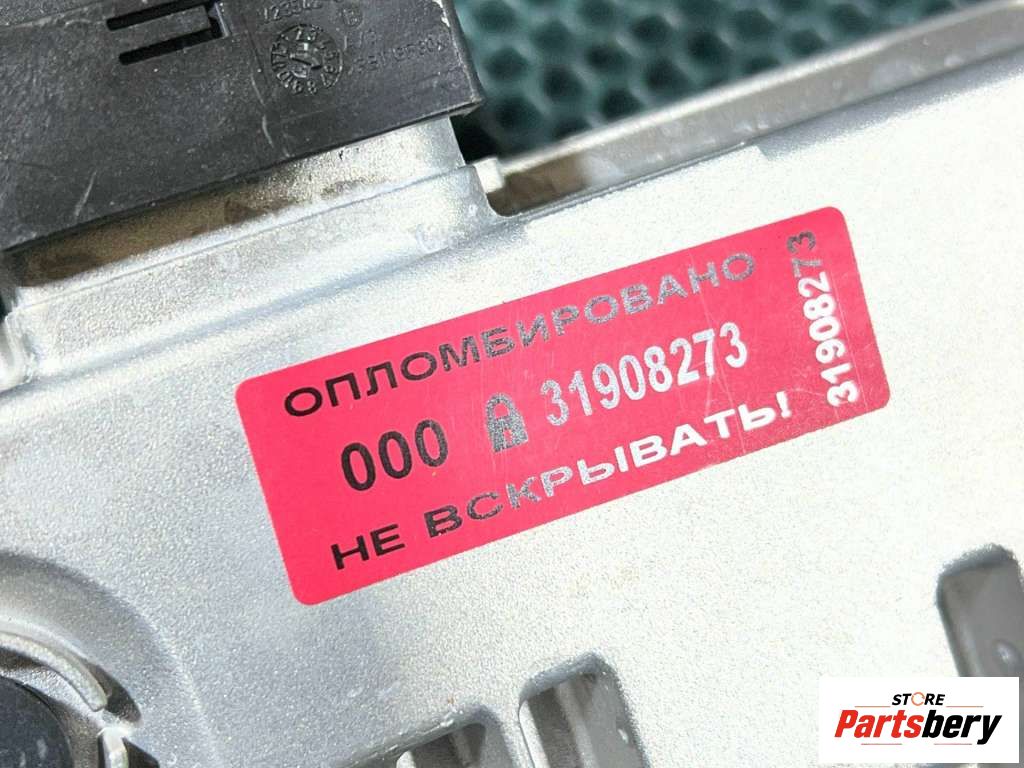 ОПЛОМБИРОВАНО
000 31908273
НЕ ВСКРЫВАТЬ!
31908273
STORE
Partsbery